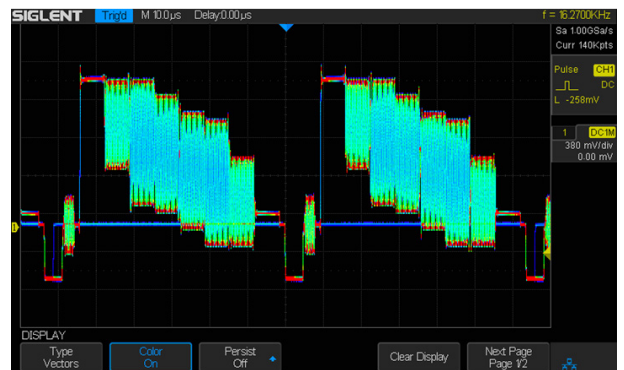 SIGLENT Trig'd M 10.0µs Delay:0.00µs f = 16.2700KHz
Sa 1.00GSa/s
Curr 140Kpts
Pulse CH1
DC
L -258mV
1 DC1M
380 mV/div
0.00 mV
1
DISPLAY
Type
Vectors
Color
On
Persist
Off
Clear Display
Next Page
Page 1/2